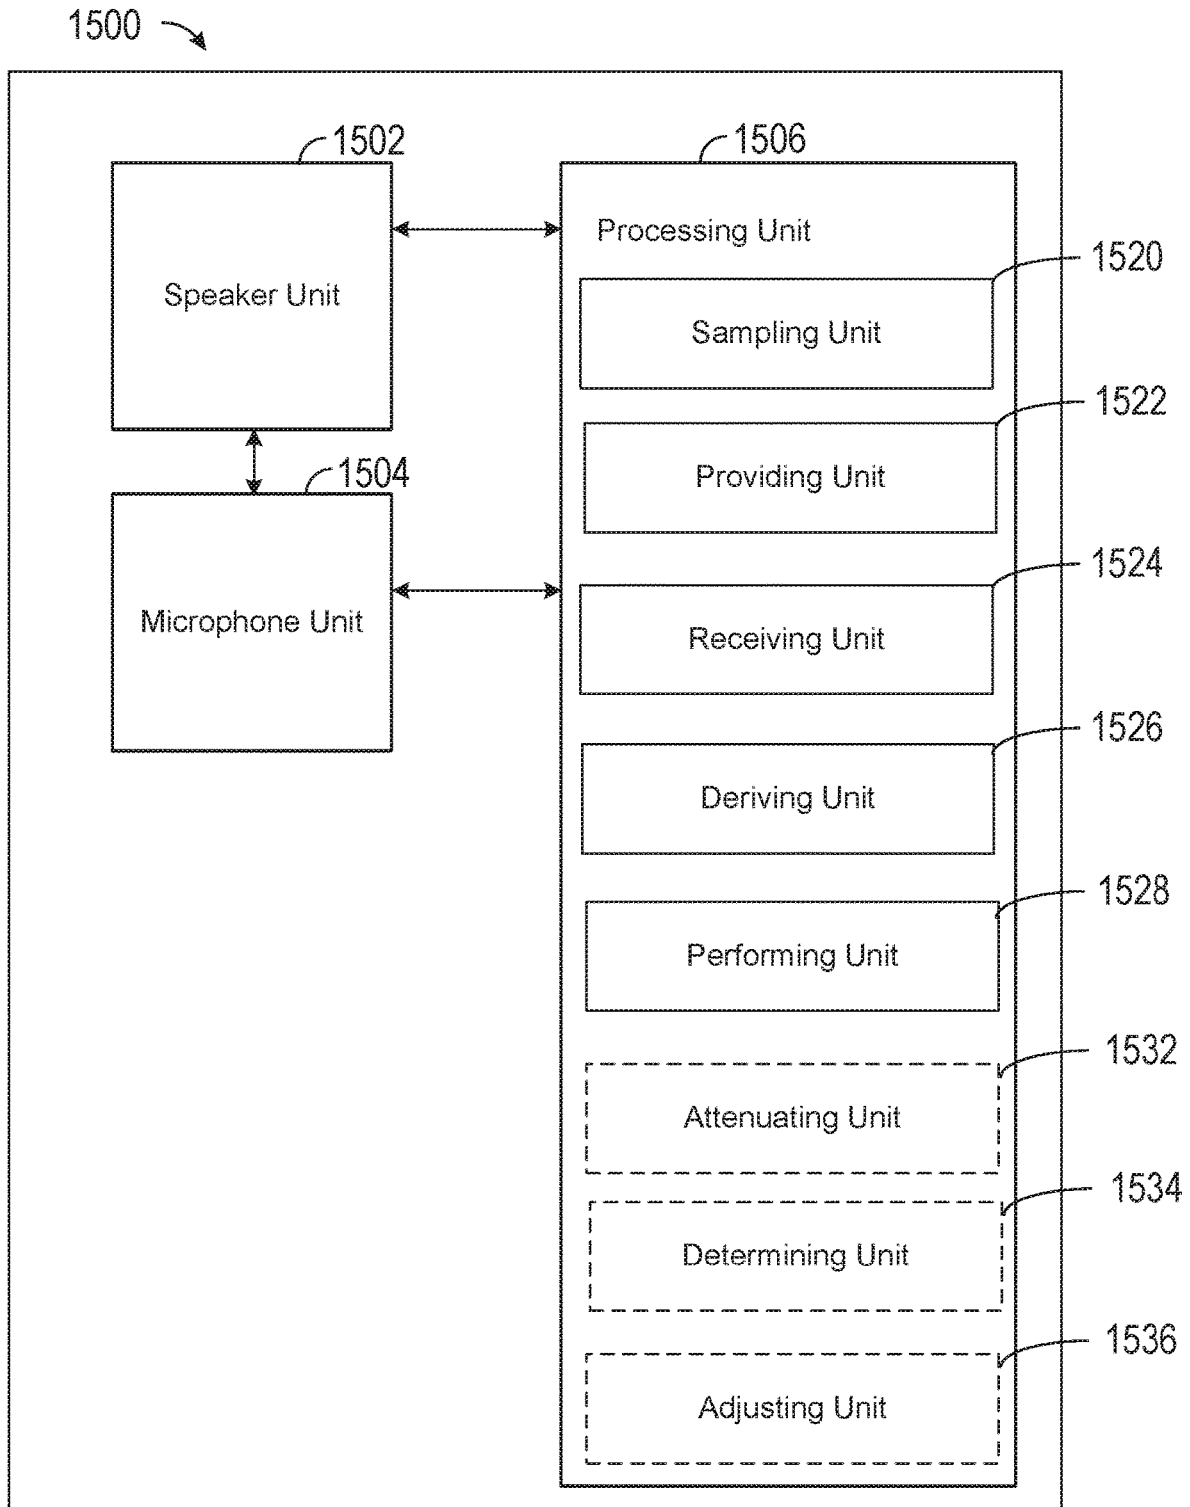 1500
1502
1506
Processing Unit
1520
Speaker Unit
Sampling Unit
1522
1504
Providing Unit
1524
Microphone Unit
Receiving Unit
1526
Deriving Unit
1528
Performing Unit
1532
Attenuating Unit
1534
Determining Unit
1536
Adjusting Unit